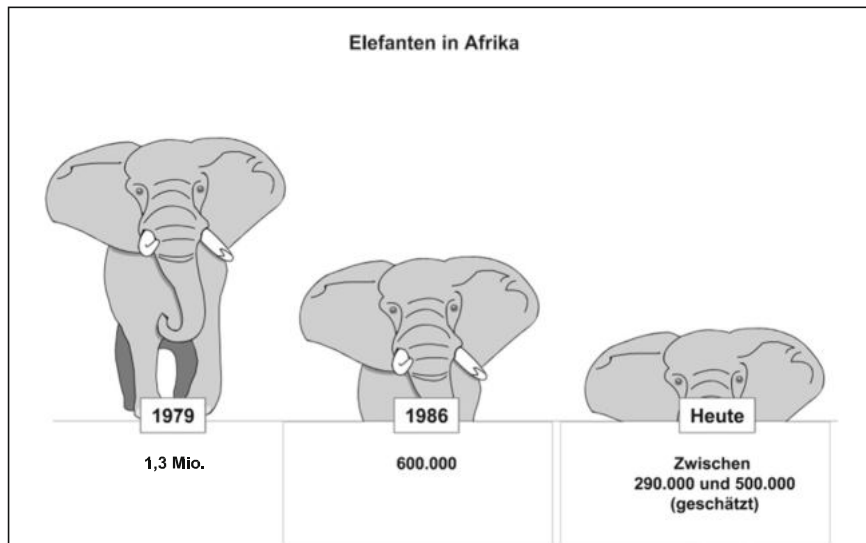 Elefanten in Afrika
1979
1986
Heute
1,3 Mio.
600.000
Zwischen
290.000 und 500.000
(geschätzt)